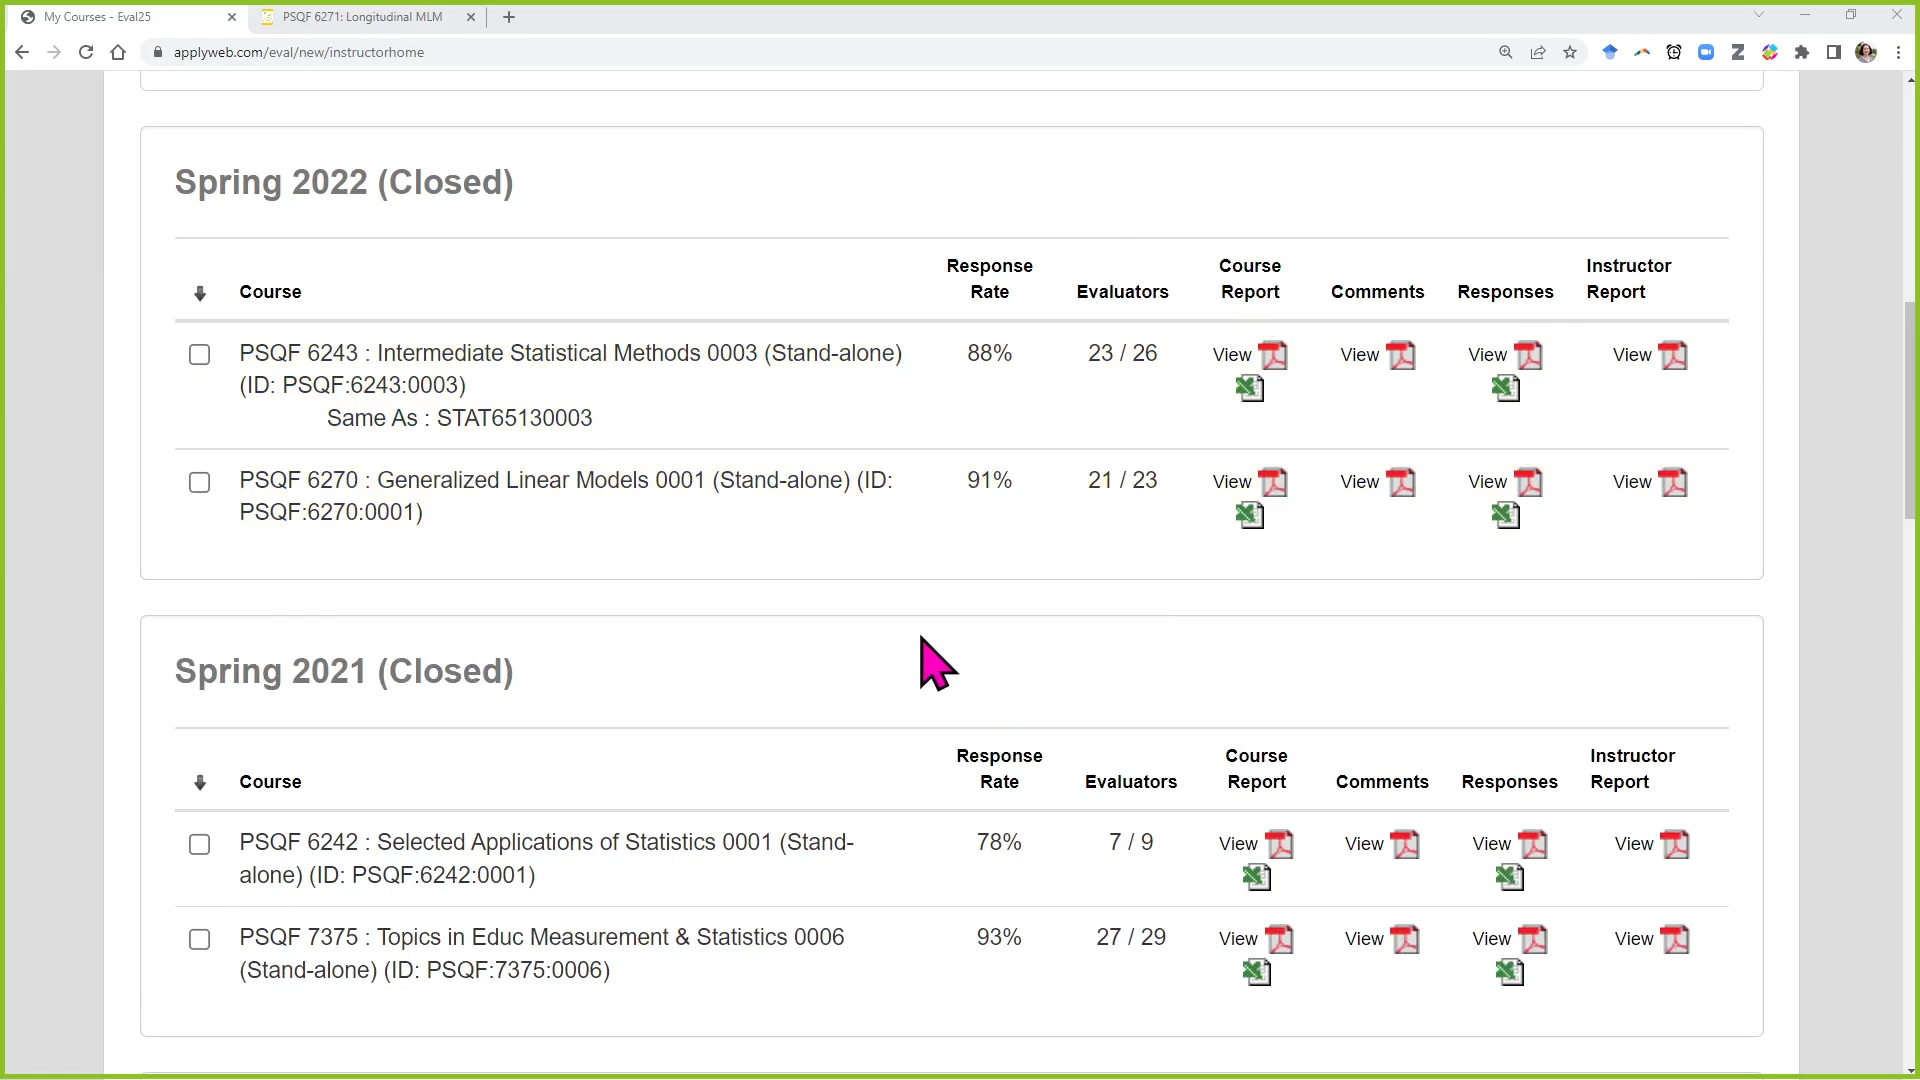 My Courses - Eval25
PSQF 6271: Longitudinal MLM
applyweb.com/eval/new/instructorhome
Spring 2022 (Closed)
Course
Response
Rate
Evaluators
Course
Report
Comments
Responses
Instructor
Report
PSQF 6243 : Intermediate Statistical Methods 0003 (Stand-alone)
(ID: PSQF:6243:0003)
Same As : STAT65130003
88%
23 / 26
View
View
View
View
PSQF 6270 : Generalized Linear Models 0001 (Stand-alone) (ID:
PSQF:6270:0001)
91%
21 / 23
View
View
View
View
Spring 2021 (Closed)
Course
Response
Rate
Evaluators
Course
Report
Comments
Responses
Instructor
Report
PSQF 6242 : Selected Applications of Statistics 0001 (Stand-
alone) (ID: PSQF:6242:0001)
78%
7 / 9
View
View
View
View
PSQF 7375 : Topics in Educ Measurement & Statistics 0006
(Stand-alone) (ID: PSQF:7375:0006)
93%
27 / 29
View
View
View
View